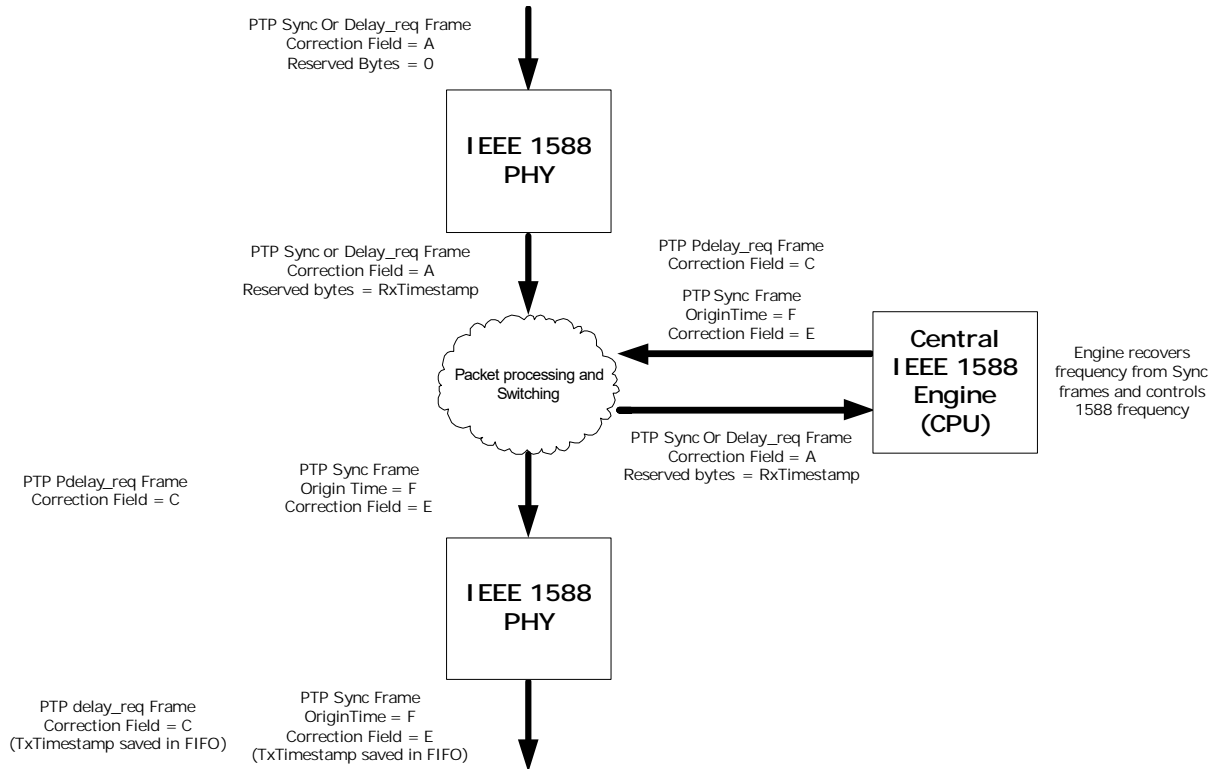 PTP Sync Or Delay_req Frame
Correction Field = A
Reserved Bytes = 0
IEEE 1588
PHY
PTP Sync or Delay_req Frame
Correction Field = A
Reserved bytes = RxTimestamp
PTP Pdelay_req Frame
Correction Field = C
PTP Sync Frame
OriginTime = F
Correction Field = E
Central
IEEE 1588
Engine
(CPU)
Engine recovers
frequency from Sync
frames and controls
1588 frequency
Packet processing and
Switching
PTP Sync Or Delay_req Frame
Correction Field = A
Reserved bytes = RxTimestamp
PTP Pdelay_req Frame
Correction Field = C
PTP Sync Frame
Origin Time = F
Correction Field = E
IEEE 1588
PHY
PTP delay_req Frame
Correction Field = C
(TxTimestamp saved in FIFO)
PTP Sync Frame
OriginTime = F
Correction Field = E
(TxTimestamp saved in FIFO)